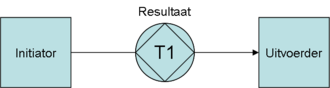 Resultaat
Initiator
T1
Uitvoerder